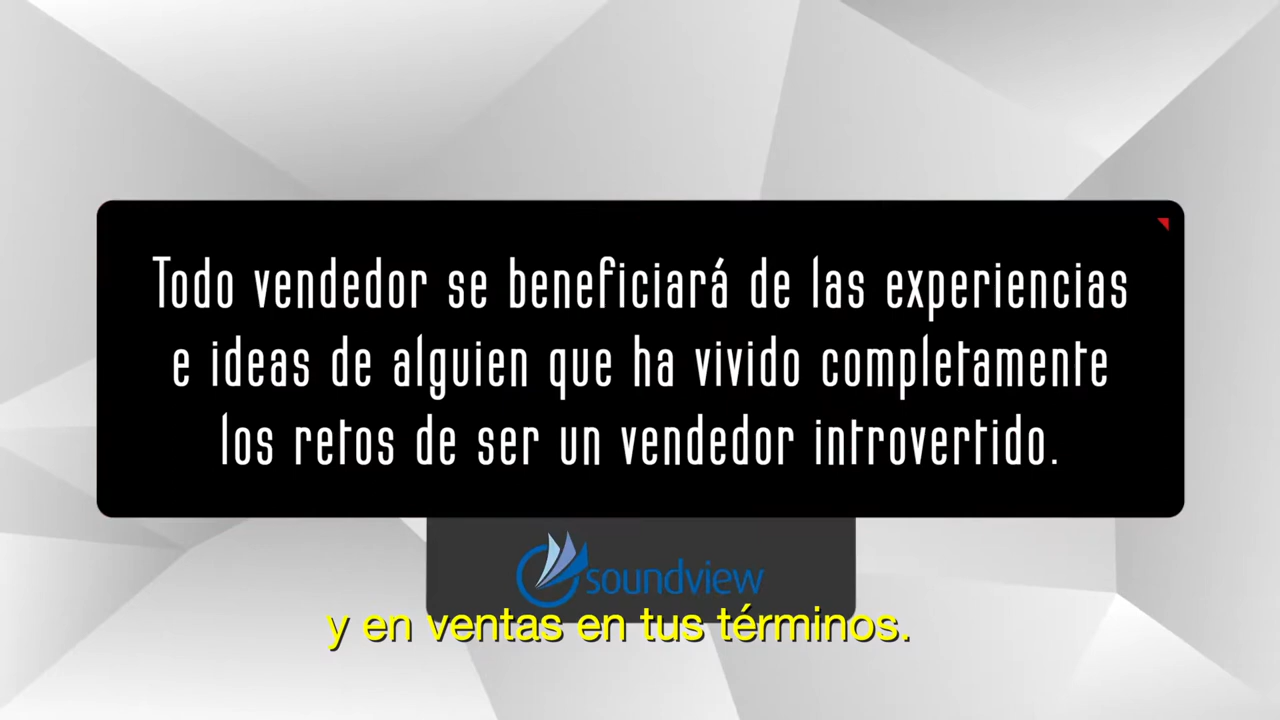 Todo vendedor se beneficiará de las experiencias
e ideas de alguien que ha vivido completamente
los retos de ser un vendedor introvertido.
soundview
y en ventas en tus términos.